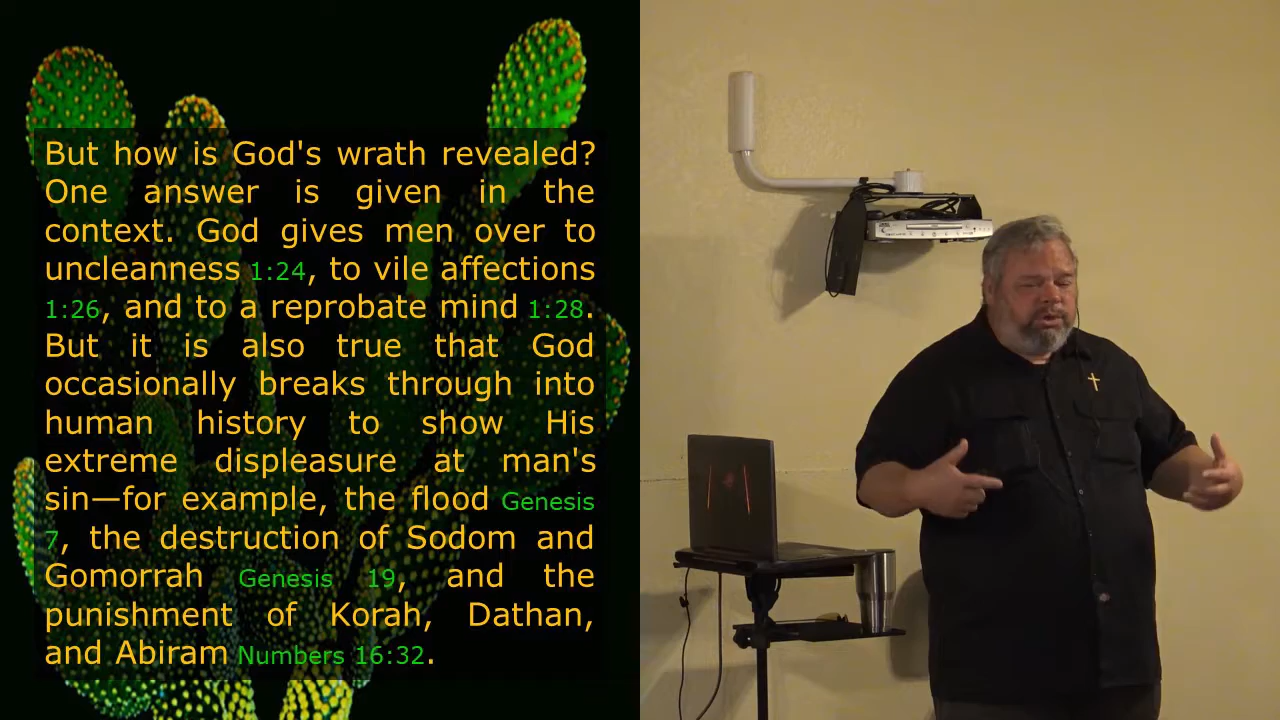 But how is God's wrath revealed?
One answer is given in the
context. God gives men over to
uncleanness 1:24, to vile affections
1:26, and to a reprobate mind 1:28.
But it is also true that God
occasionally breaks through into
human history to show His
extreme displeasure at man's
sin—for example, the flood Genesis
7, the destruction of Sodom and
Gomorrah Genesis 19, and the
punishment of Korah, Dathan,
and Abiram Numbers 16:32.